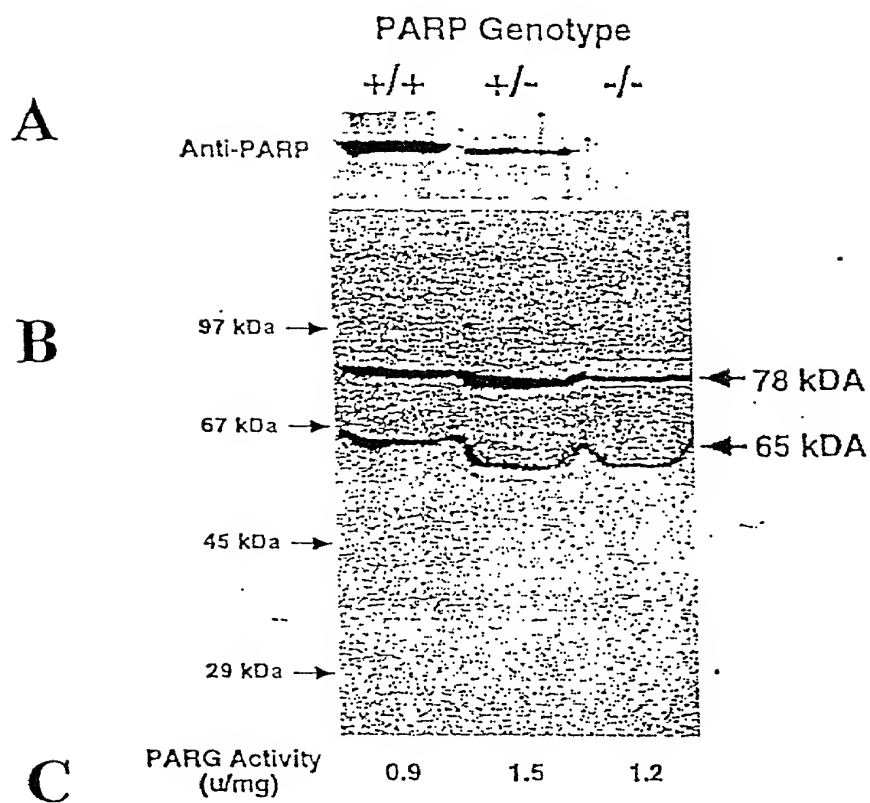 PARP Genotype
+/+ +/- -/-
A
Anti-PARP
B
97 kDa
78 kDA
67 kDa
65 kDA
45 kDa
29 kDa
C
PARG Activity
(u/mg)
0.9 1.5 1.2